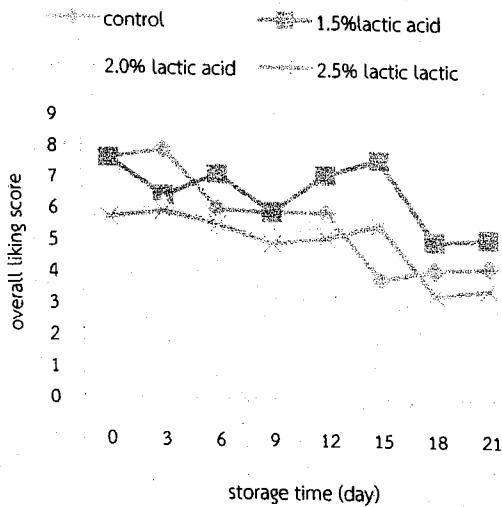 control 1.5%lactic acid
2.0% lactic acid 2.5% lactic lactic
9
8
7
6
5
4
3
2
1
0
overall liking score
0 3 6 9 12 15 18 21
storage time (day)